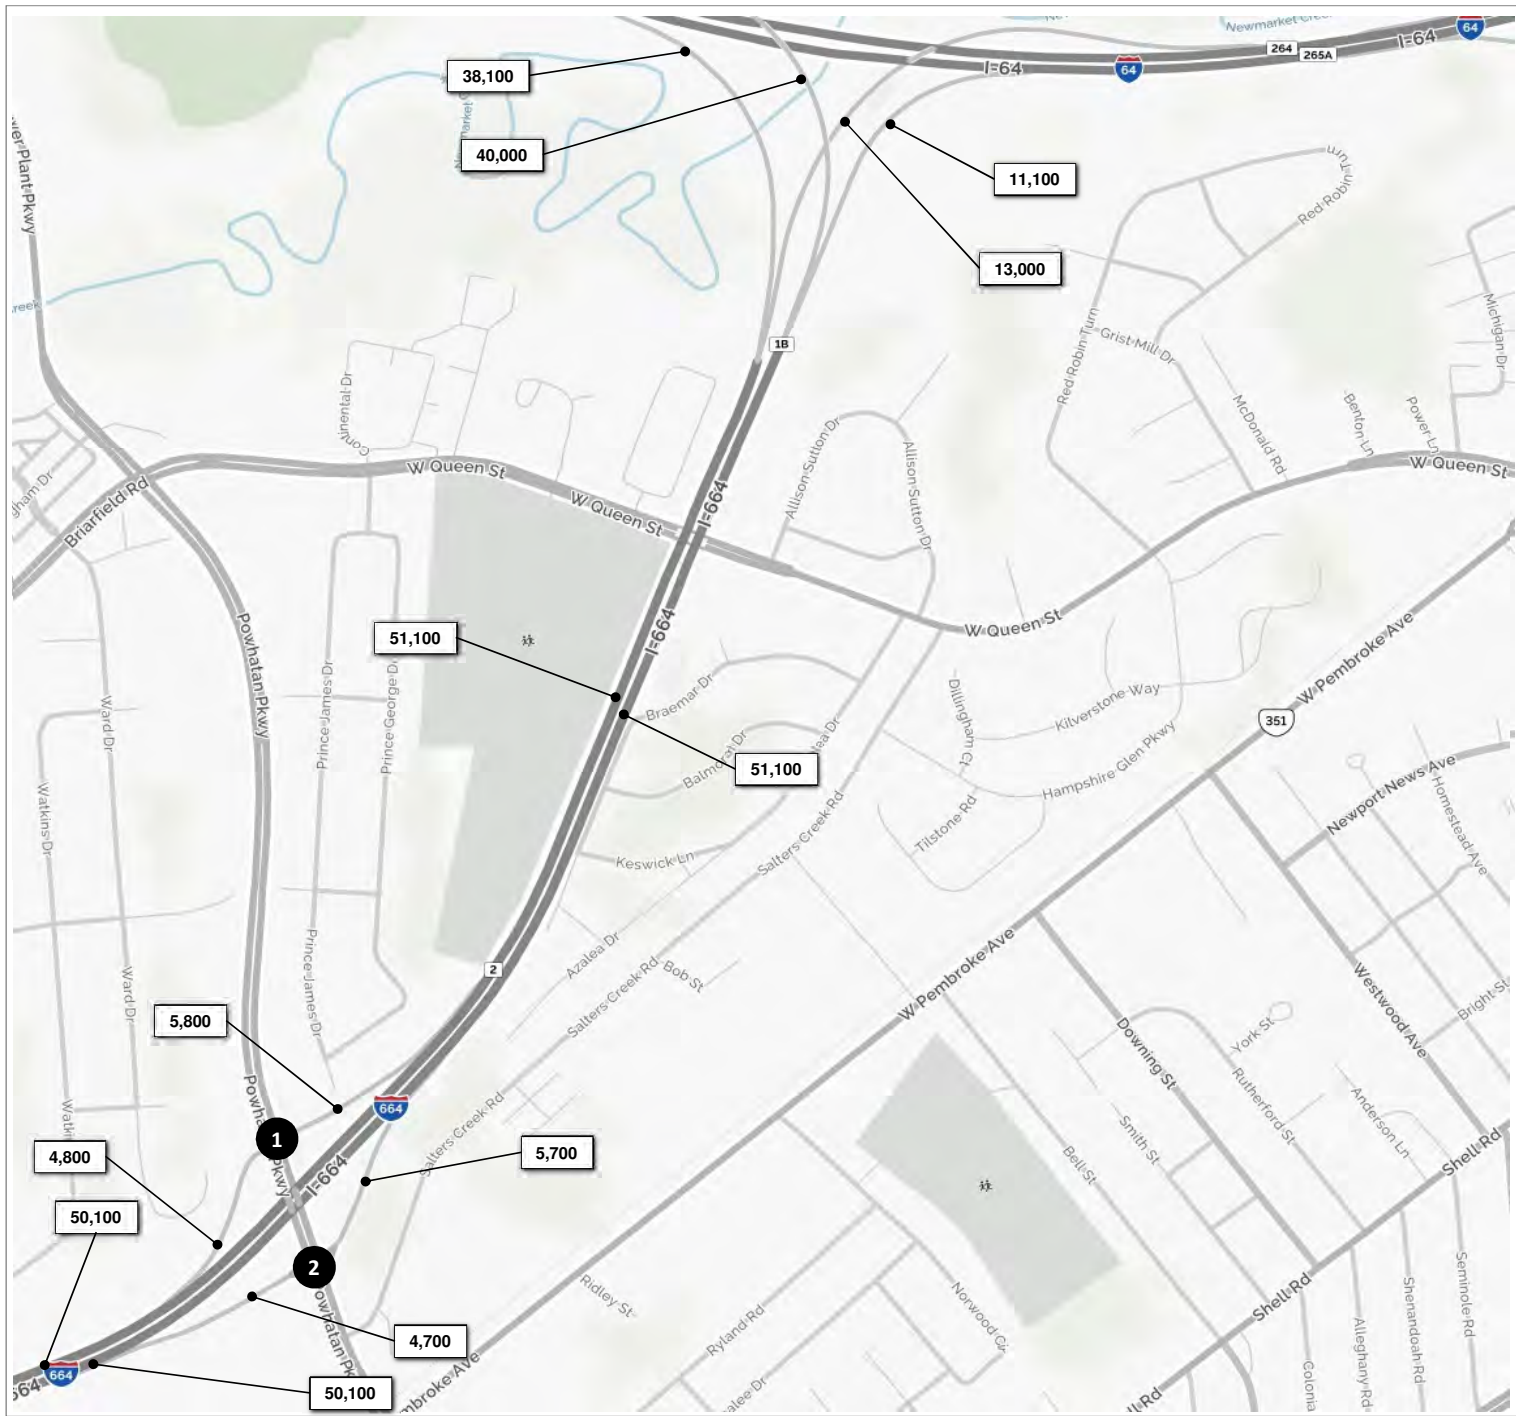 Newmarket Creek
I-64
64
264
265A
I-64
64
38,100
40,000
11,100
13,000
Red Robin Turn
Michigan Dr
1B
Red Robin Turn
Grist Mill Dr
Continental Dr
McDonald Rd
Benton Ln
Power Ln
Allison Sutton Dr
Allison Sutton Dr
W Queen St
W Queen St
W Queen St
I-664
Briarfield Rd
W Queen St
Powhatan Pkwy
51,100
I-664
W Pembroke Ave
351
Prince James Dr
Prince George Dr
Ward Dr
Braemar Dr
Dillingham Ct
Kilverstone Way
Balmoral Dr
51,100
Hampshire Glen Pkwy
Newport News Ave
Homestead Ave
Watkins Dr
Tilstone Rd
Salters Creek Rd
Keswick Ln
Azalea Dr
2
Bob St
W Pembroke Ave
Ward Dr
Prince James Dr
Salters Creek Rd
Westwood Ave
Bright St
5,800
Downing St
York St
Rutherford St
Anderson Ln
664
1
Salters Creek Rd
Smith St
Shell Rd
4,800
5,700
I-664
Bell St
50,100
2
Ridley St
Norwood Cir
Shell Rd
Seminole Rd
Shenandoah Rd
Alleghany Rd
Ryland Rd
4,700
664
664
50,100